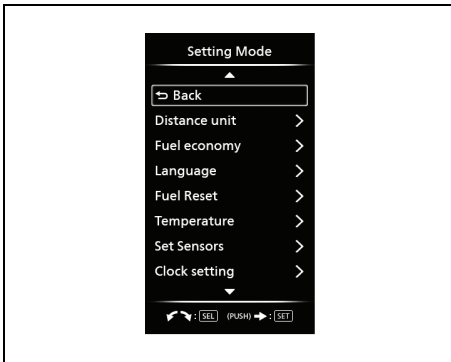 Setting Mode
Back
Distance unit
Fuel economy
Language
Fuel Reset
Temperature
Set Sensors
Clock setting
: SEL (PUSH) : SET